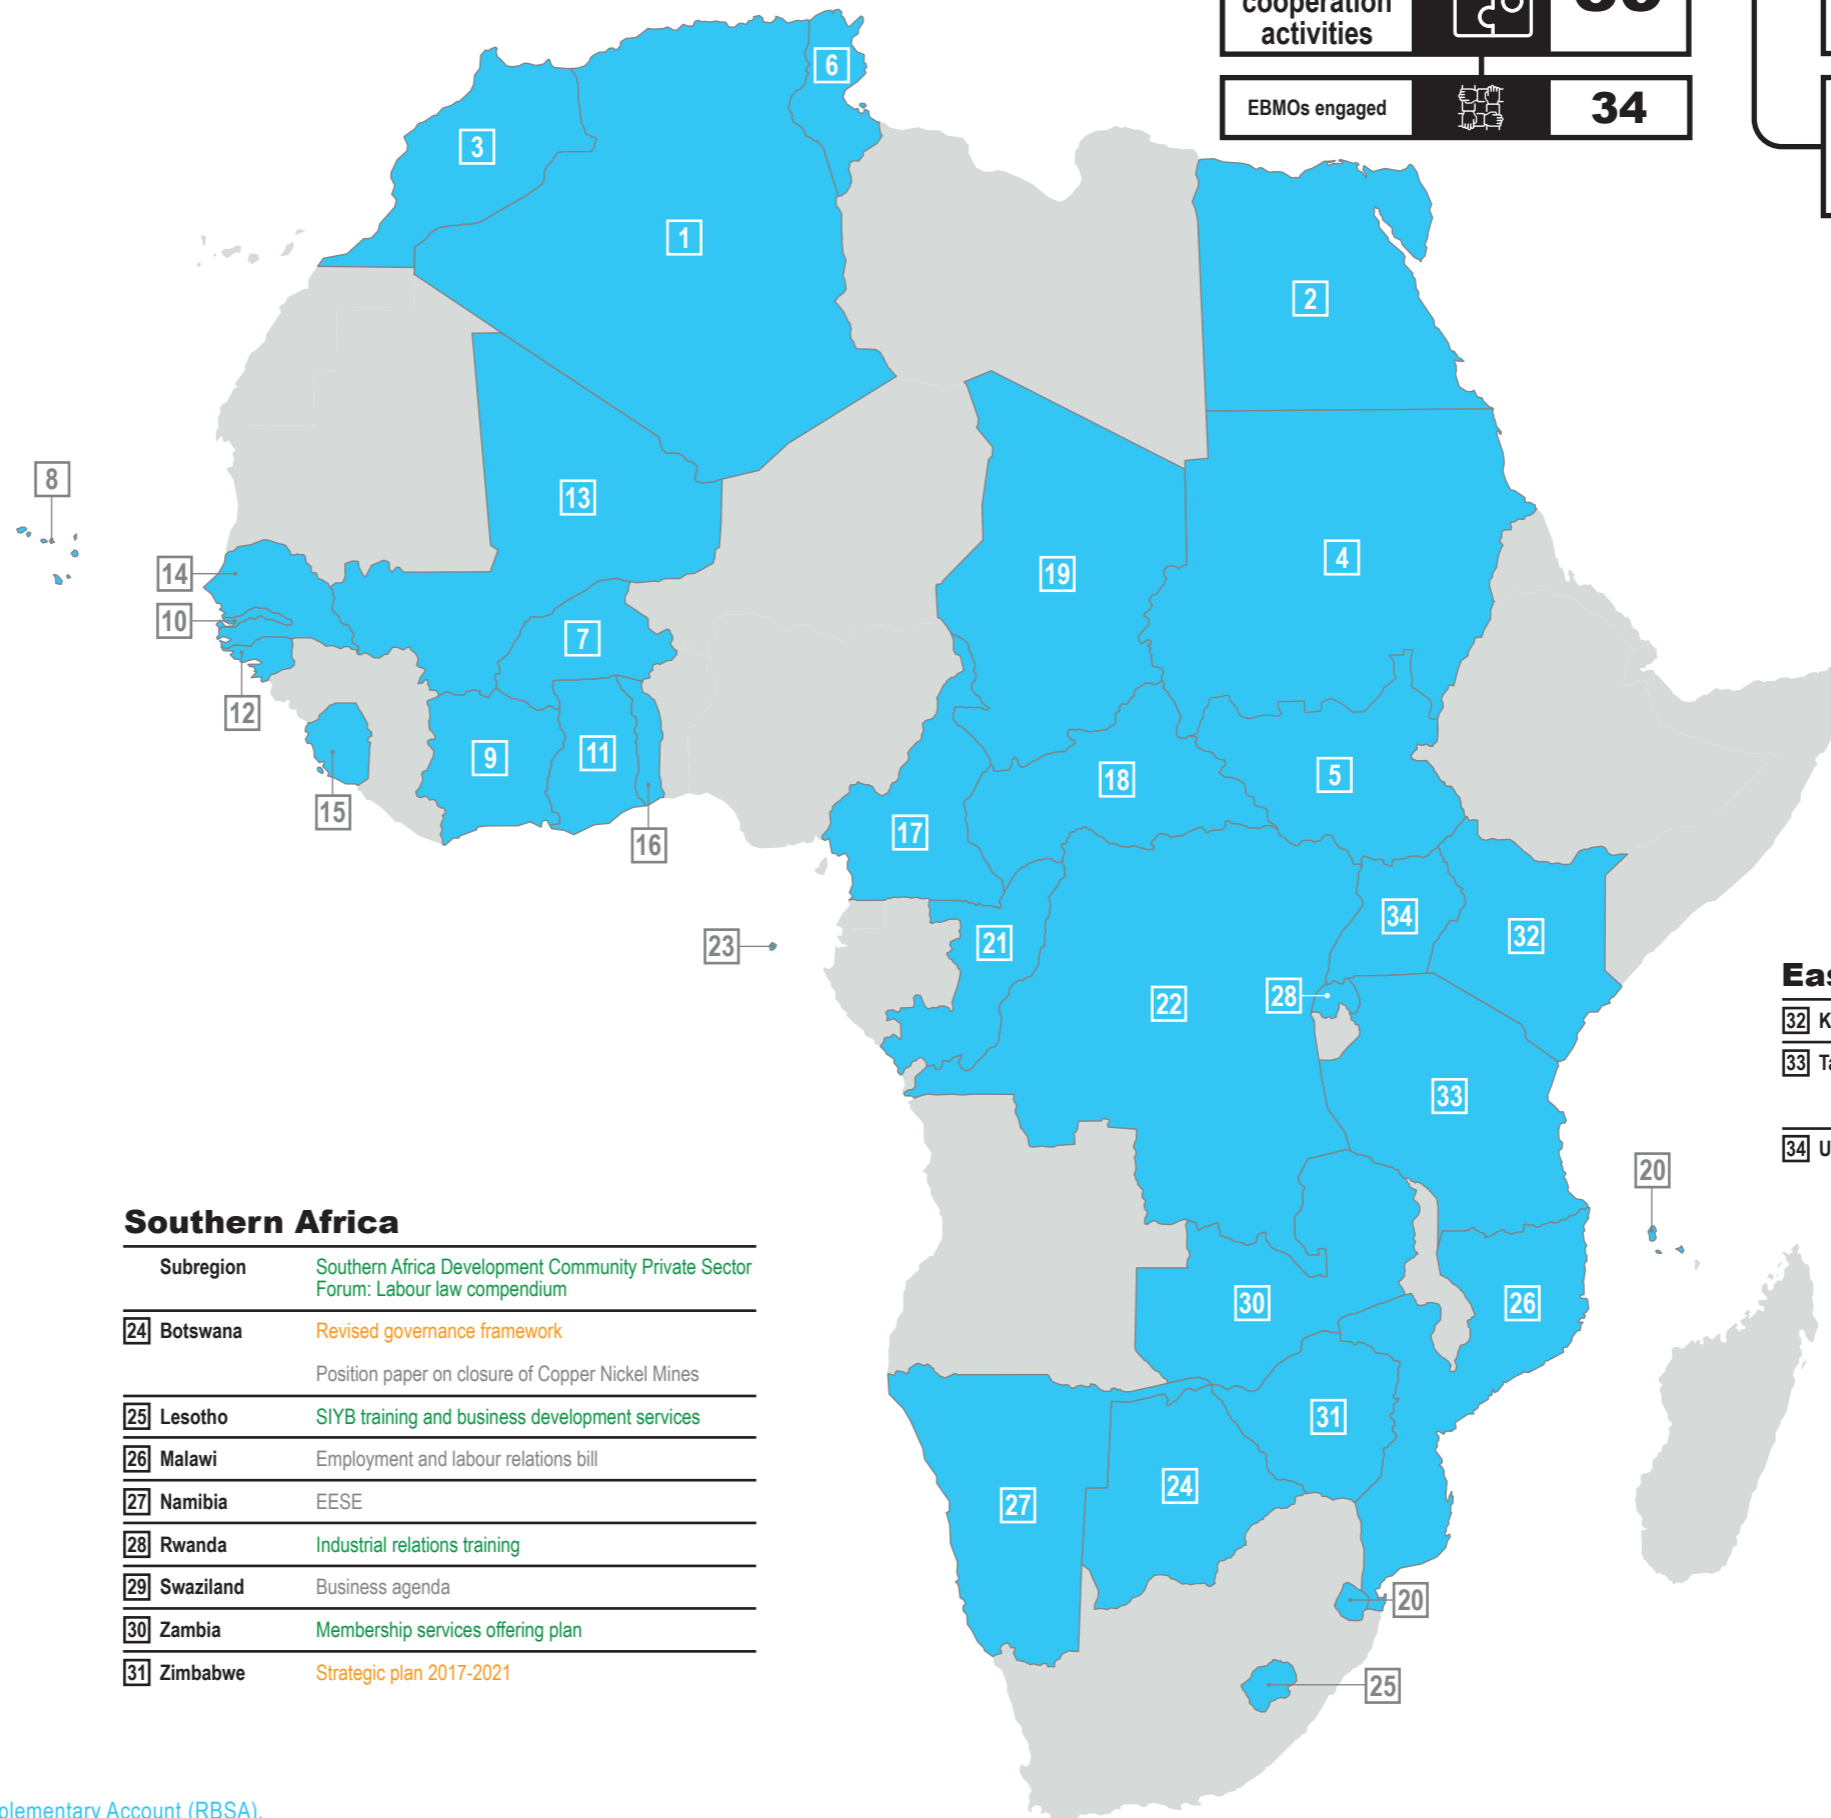 cooperation
activities
EBMOs engaged
34
6
3
1
2
8
13
4
14
19
10
7
12
9
11
18
5
15
17
16
34
32
21
23
22
28
33
20
30
26
31
24
27
20
25
Southern Africa
Subregion Southern Africa Development Community Private Sector
Forum: Labour law compendium
24 Botswana Revised governance framework
Position paper on closure of Copper Nickel Mines
25 Lesotho SIYB training and business development services
26 Malawi Employment and labour relations bill
27 Namibia EESE
28 Rwanda Industrial relations training
29 Swaziland Business agenda
30 Zambia Membership services offering plan
31 Zimbabwe Strategic plan 2017-2021
32
33
34
Account (RBSA).